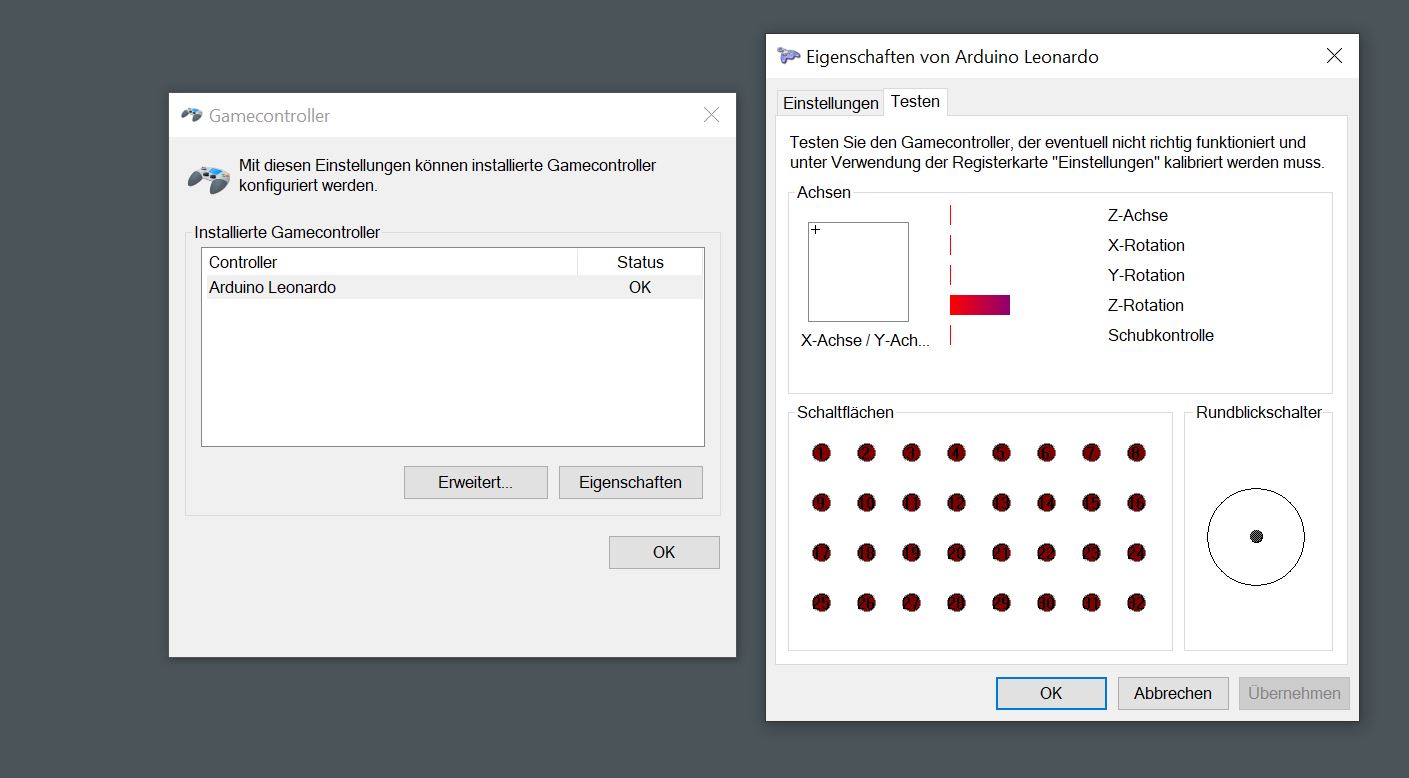 Gamecontroller
Mit diesen Einstellungen können installierte Gamecontroller
konfiguriert werden.
Installierte Gamecontroller
Controller Status
Arduino Leonardo OK
Erweitert... Eigenschaften
OK
Eigenschaften von Arduino Leonardo
Einstellungen Testen
Testen Sie den Gamecontroller, der eventuell nicht richtig funktioniert und
unter Verwendung der Registerkarte "Einstellungen" kalibriert werden muss.
Achsen
Z-Achse
X-Rotation
Y-Rotation
Z-Rotation
Schubkontrolle
X-Achse / Y-Ach...
Schaltflächen
1 2 3 4 5 6 7 8
9 10 11 12 13 14 15 16
17 18 19 20 21 22 23 24
25 26 27 28 29 30 31 32
Rundblickschalter
OK Abbrechen Übernehmen